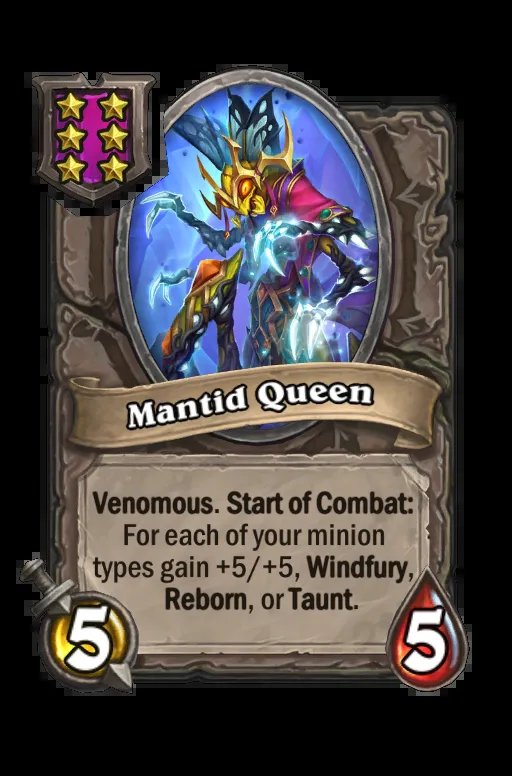 Mantid Queen
Venomous. Start of Combat:
For each of your minion
types gain +5/+5, Windfury,
Reborn, or Taunt.
5
5